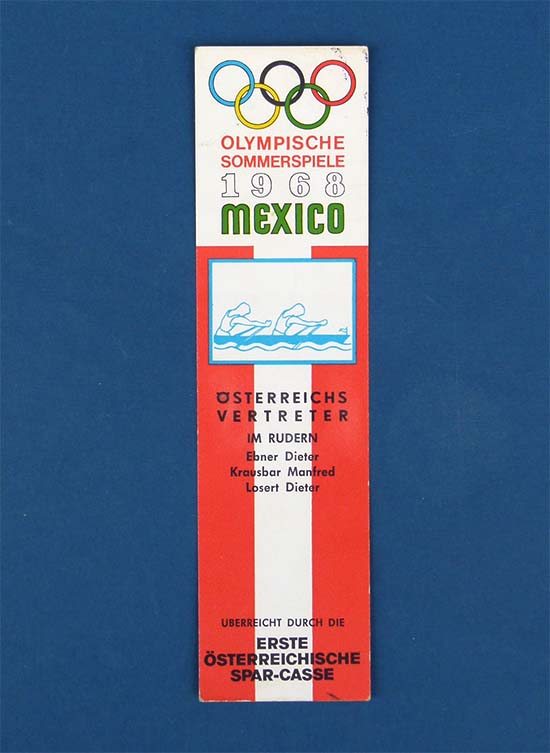 OLYMPISCHE
SOMMERSPIELE
1968
MEXICO
ÖSTERREICHS
VERTRETER
IM RUDERN
Ebner Dieter
Krausbar Manfred
Losert Dieter
UBERREICHT DURCH DIE
ERSTE
ÖSTERREICHISCHE
SPAR-CASSE